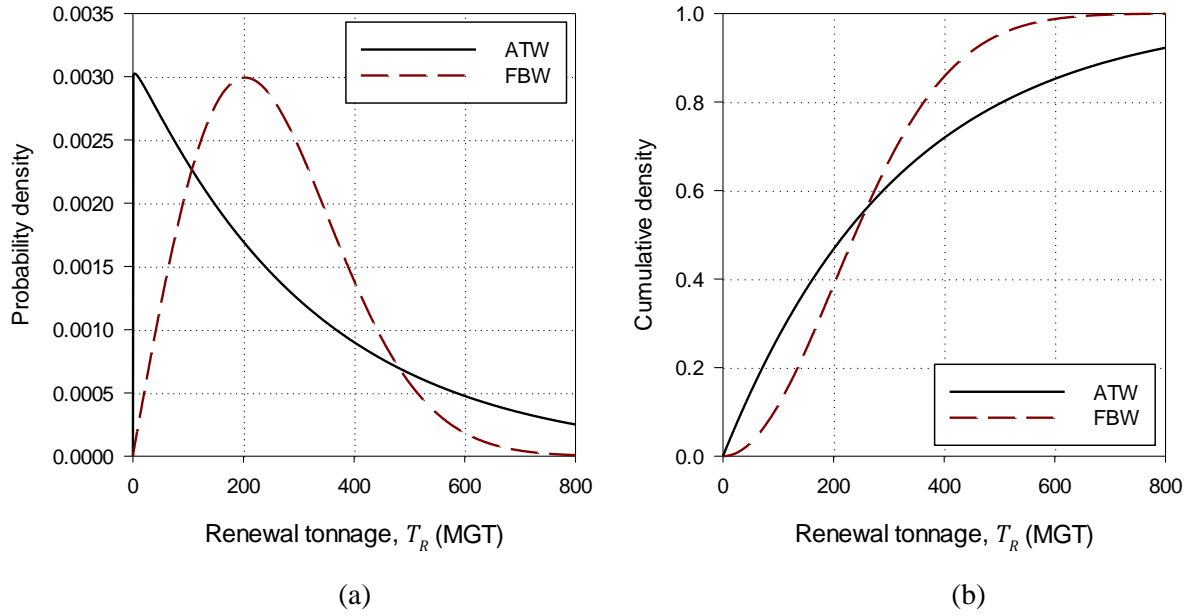 0.0035
0.0030
0.0025
0.0020
0.0015
0.0010
0.0005
0.0000
Probability density
ATW
FBW
0 200 400 600 800
Renewal tonnage, T_R (MGT)
(a)
1.0
0.8
0.6
0.4
0.2
0.0
Cumulative density
ATW
FBW
0 200 400 600 800
Renewal tonnage, T_R (MGT)
(b)